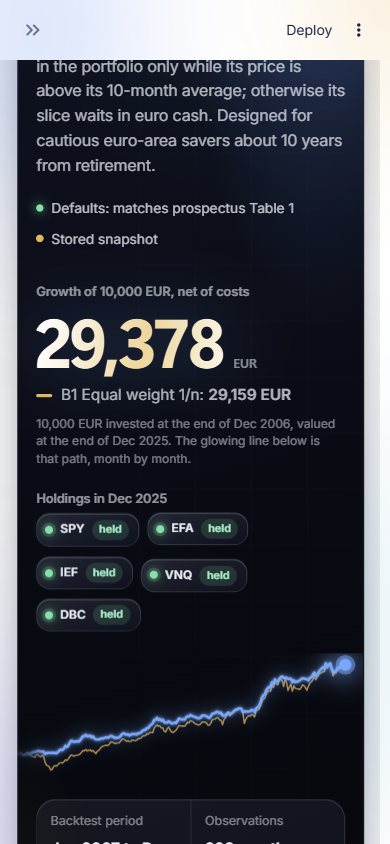 Deploy
in the portfolio only while its price is
above its 10-month average; otherwise its
slice waits in euro cash. Designed for
cautious euro-area savers about 10 years
from retirement.
Defaults: matches prospectus Table 1
Stored snapshot
Growth of 10,000 EUR, net of costs
29,378 EUR
B1 Equal weight 1/n: 29,159 EUR
10,000 EUR invested at the end of Dec 2006, valued
at the end of Dec 2025. The glowing line below is
that path, month by month.
Holdings in Dec 2025
SPY held EFA held
IEF held VNQ held
DBC held
Backtest period Observations